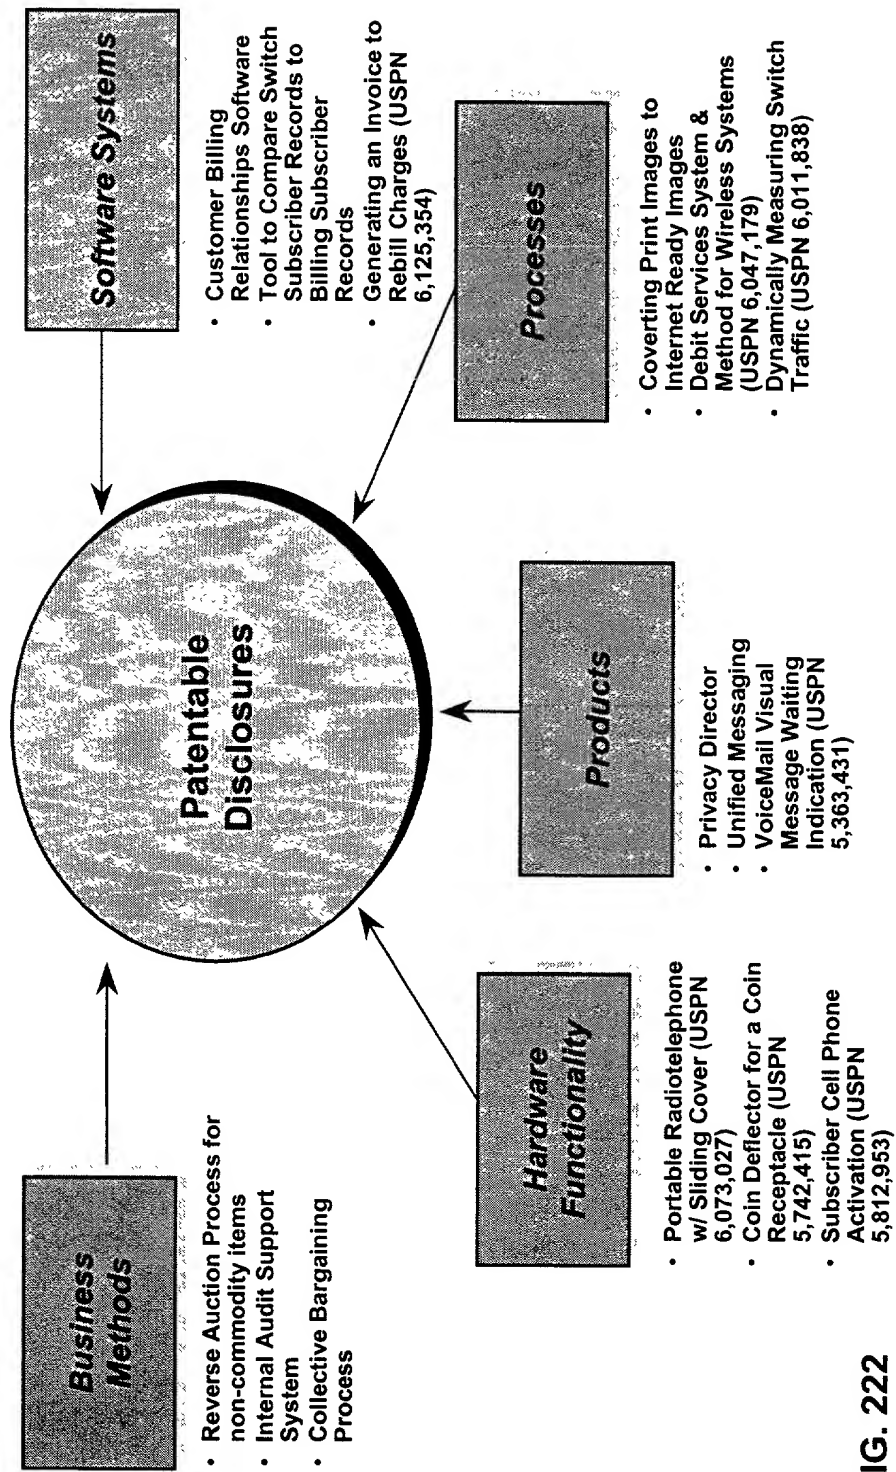 Business
Methods
• Reverse Auction Process for
non-commodity items
• Internal Audit Support
System
• Collective Bargaining
Process
Hardware
Functionality
• Portable Radiotelephone
w/ Sliding Cover (USPN
6,073,027)
• Coin Deflector for a Coin
Receptacle (USPN
5,742,415)
• Subscriber Cell Phone
Activation (USPN
5,812,953)
Patentable
Disclosures
Products
• Privacy Director
• Unified Messaging
• VoiceMail Visual
Message Waiting
Indication (USPN
5,363,431)
Processes
• Coverting Print Images to
Internet Ready Images
• Debit Services System &
Method for Wireless Systems
(USPN 6,047,179)
• Dynamically Measuring Switch
Traffic (USPN 6,011,838)
Software Systems
• Customer Billing
Relationships Software
• Tool to Compare Switch
Subscriber Records to
Billing Subscriber
Records
• Generating an Invoice to
Rebill Charges (USPN
6,125,354)
IG. 222